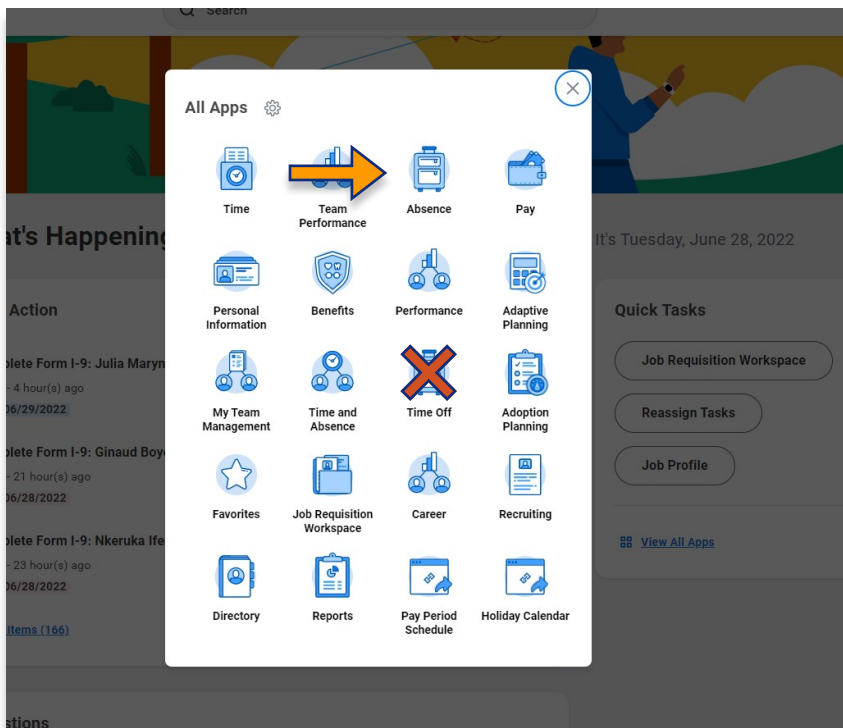 Search
All Apps
Time
Team
Performance
Absence
Pay
at's Happening
It's Tuesday, June 28, 2022
Personal
Information
Benefits
Performance
Adaptive
Planning
Action
Quick Tasks
plete Form I-9: Julia Maryn
- 4 hour(s) ago
06/29/2022
Job Requisition Workspace
My Team
Management
Time and
Absence
Time Off
Adoption
Planning
Reassign Tasks
plete Form I-9: Ginaud Boy
- 21 hour(s) ago
06/28/2022
Job Profile
Favorites
Job Requisition
Workspace
Career
Recruiting
plete Form I-9: Nkeruka Ife
- 23 hour(s) ago
06/28/2022
View All Apps
Directory
Reports
Pay Period
Schedule
Holiday Calendar
Items (166)
stions